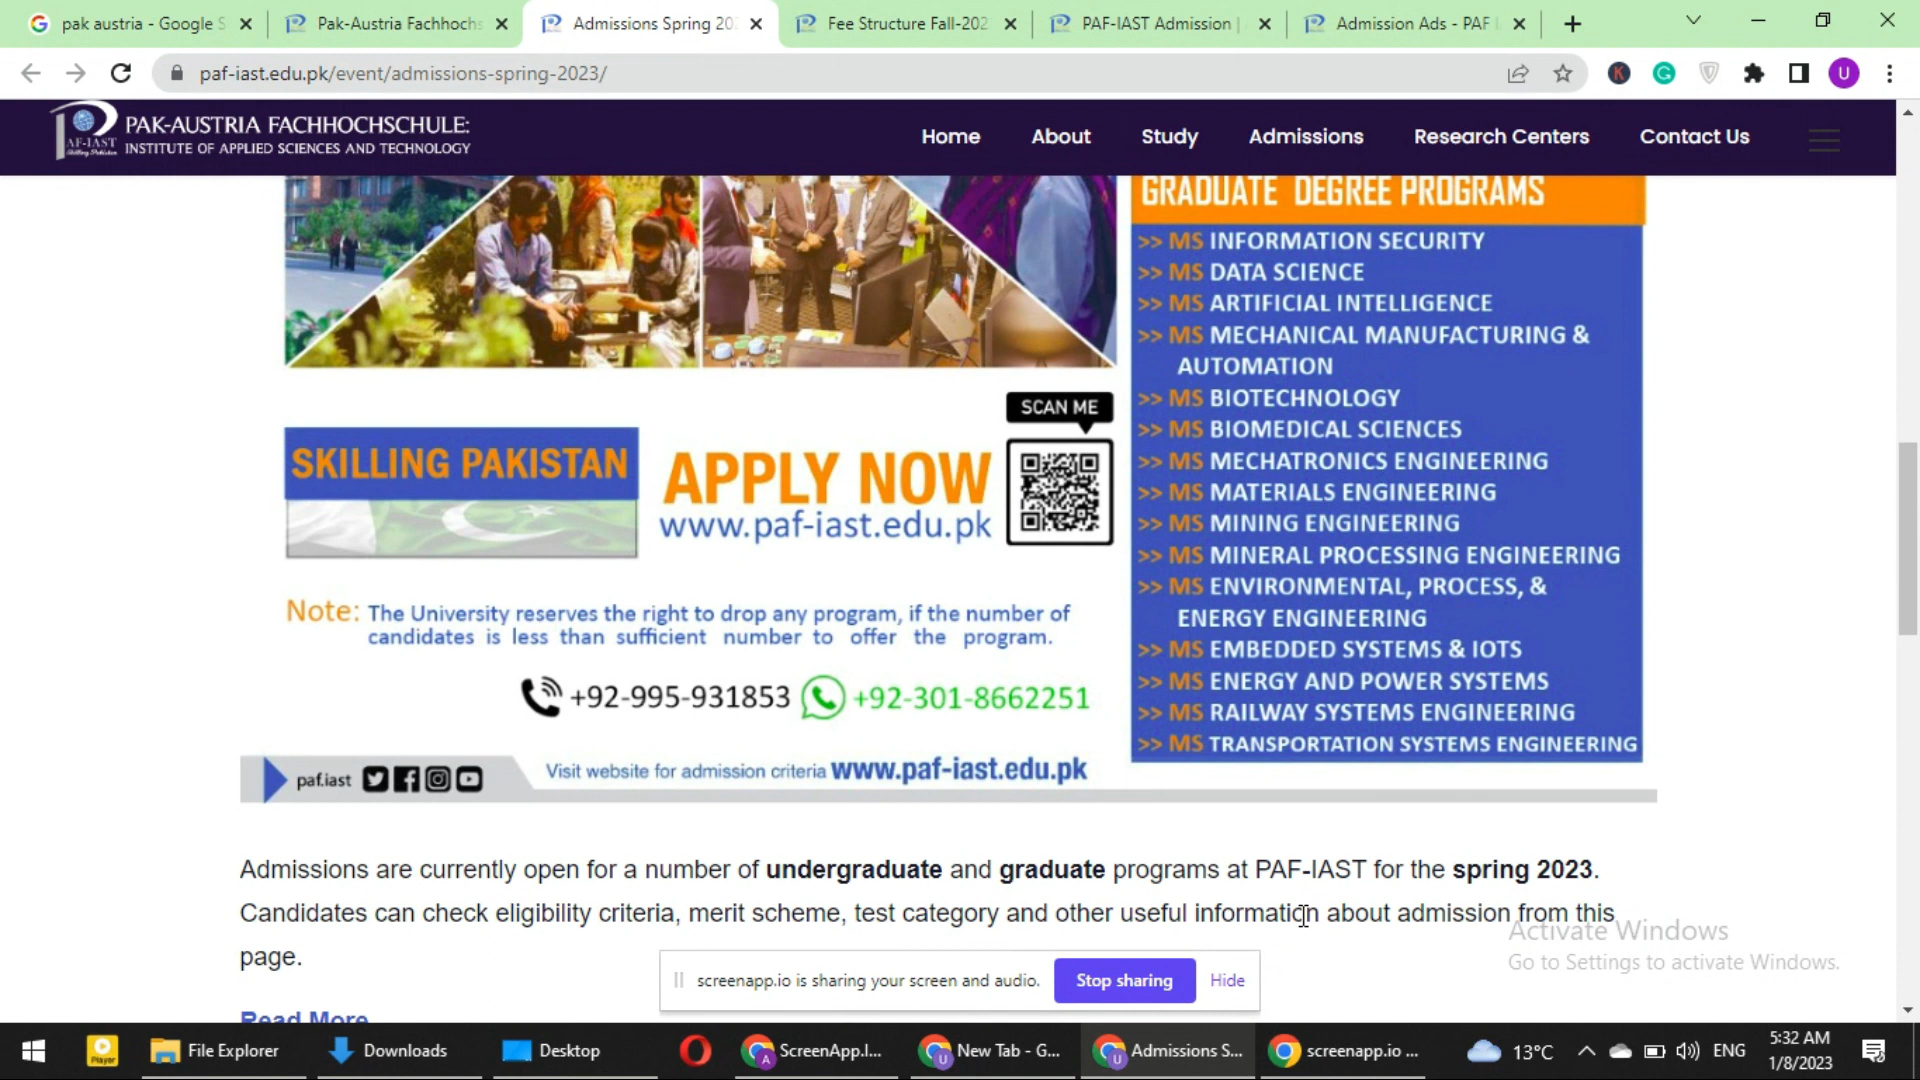 pak austria - Google S
Pak-Austria Fachhochs
Admissions Spring 20
Fee Structure Fall-202
PAF-IAST Admission |
Admission Ads - PAF
paf-iast.edu.pk/event/admissions-spring-2023/
K
G
U
AF-IAST
Skilling Pakistan
PAK-AUSTRIA FACHHOCHSCHULE:
INSTITUTE OF APPLIED SCIENCES AND TECHNOLOGY
Home
About
Study
Admissions
Research Centers
Contact Us
GRADUATE DEGREE PROGRAMS
>> MS INFORMATION SECURITY
>> MS DATA SCIENCE
>> MS ARTIFICIAL INTELLIGENCE
>> MS MECHANICAL MANUFACTURING &
AUTOMATION
>> MS BIOTECHNOLOGY
>> MS BIOMEDICAL SCIENCES
>> MS MECHATRONICS ENGINEERING
>> MS MATERIALS ENGINEERING
>> MS MINING ENGINEERING
>> MS MINERAL PROCESSING ENGINEERING
>> MS ENVIRONMENTAL, PROCESS, &
ENERGY ENGINEERING
>> MS EMBEDDED SYSTEMS & IOTS
>> MS ENERGY AND POWER SYSTEMS
>> MS RAILWAY SYSTEMS ENGINEERING
>> MS TRANSPORTATION SYSTEMS ENGINEERING
SCAN ME
SKILLING PAKISTAN
APPLY NOW
www.paf-iast.edu.pk
Note: The University reserves the right to drop any program, if the number of
candidates is less than sufficient number to offer the program.
+92-995-931853
+92-301-8662251
paf.iast
Visit website for admission criteria www.paf-iast.edu.pk
Admissions are currently open for a number of undergraduate and graduate programs at PAF-IAST for the spring 2023.
Candidates can check eligibility criteria, merit scheme, test category and other useful information about admission from this
page.
Read More
Activate Windows
Go to Settings to activate Windows.
screenapp.io is sharing your screen and audio.
Stop sharing
Hide
Player
File Explorer
Downloads
Desktop
A
ScreenApp.I...
U
New Tab - G...
U
Admissions S...
screenapp.io ...
13°C
ENG
5:32 AM
1/8/2023